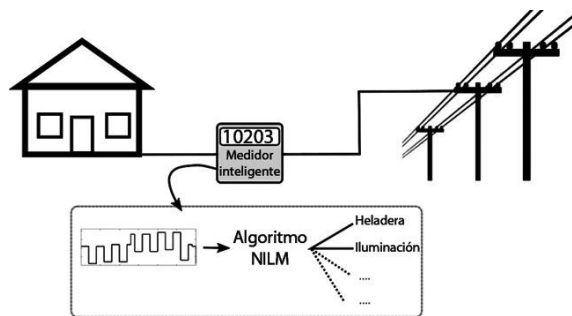 10203
Medidor
inteligente
Algoritmo
NILM
Heladera
Iluminación
....
....